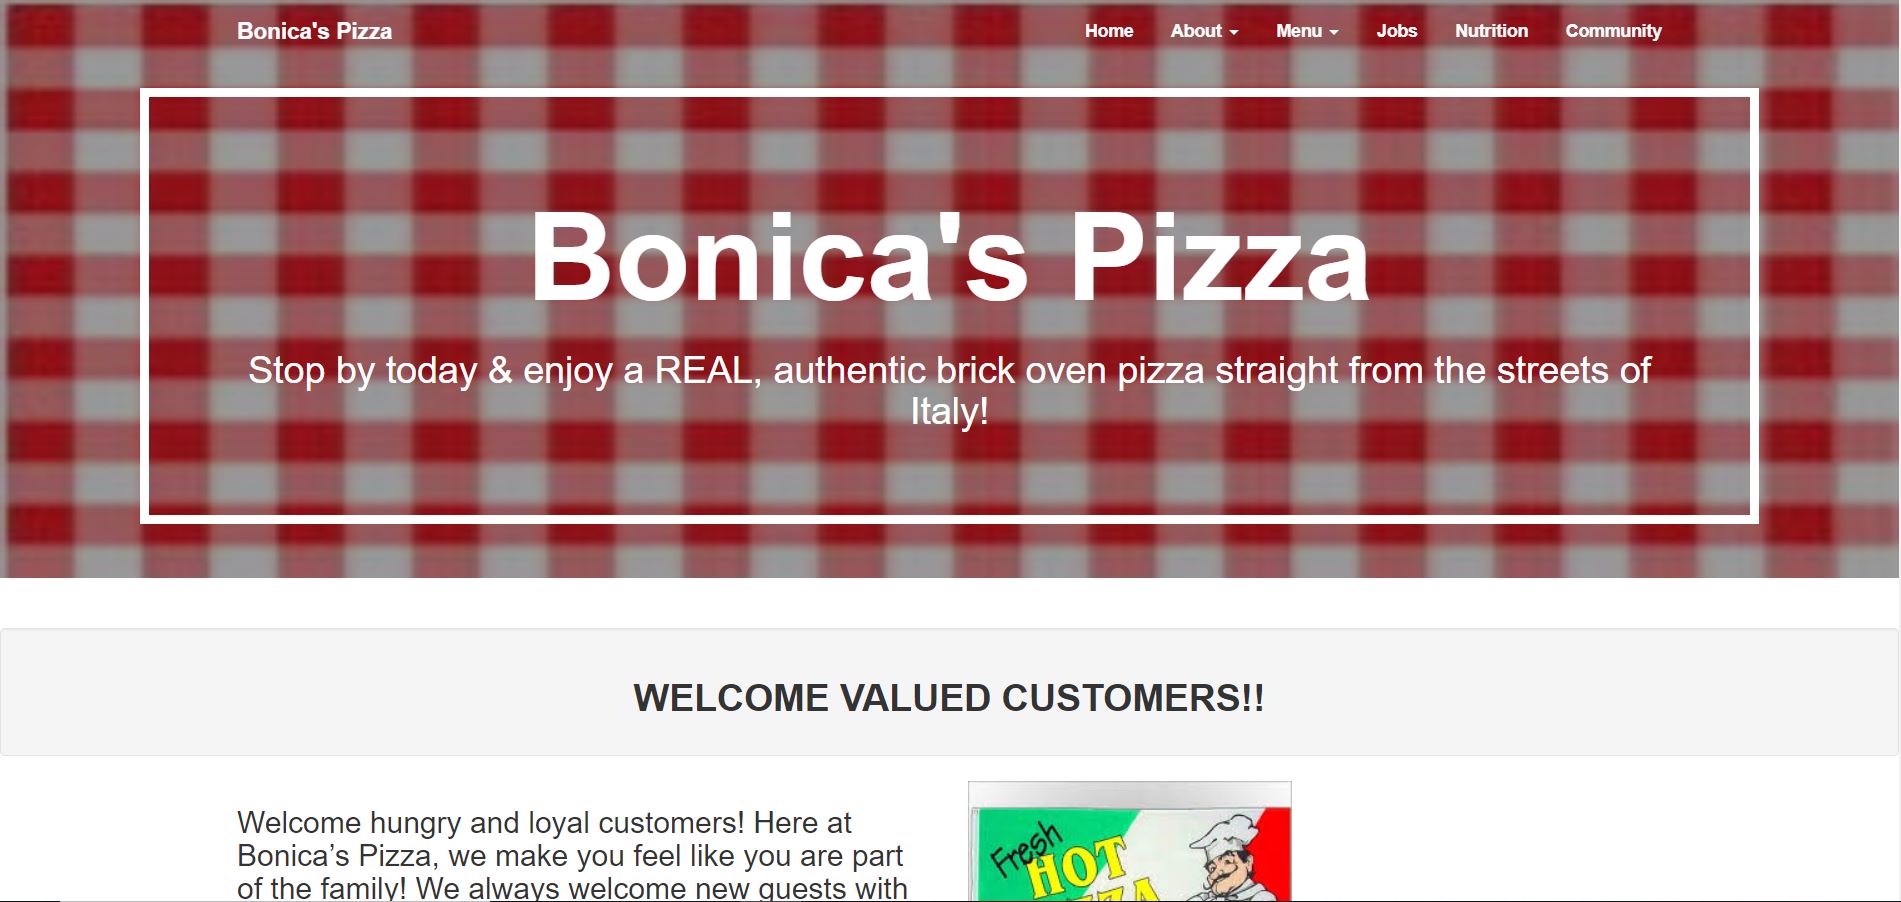 Bonica's Pizza
Home About Menu Jobs Nutrition Community
Bonica's Pizza
Stop by today & enjoy a REAL, authentic brick oven pizza straight from the streets of
Italy!
WELCOME VALUED CUSTOMERS!!
Welcome hungry and loyal customers! Here at
Bonica’s Pizza, we make you feel like you are part
of the family! We always welcome new guests with
Fresh
HOT